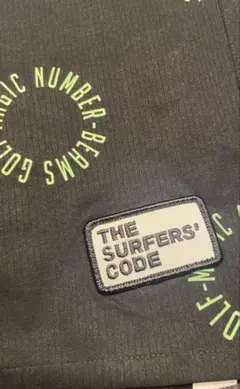 MAGIC NUMBER-BEAMS GOLF
THE
SURFERS'
CODE
OLF-M